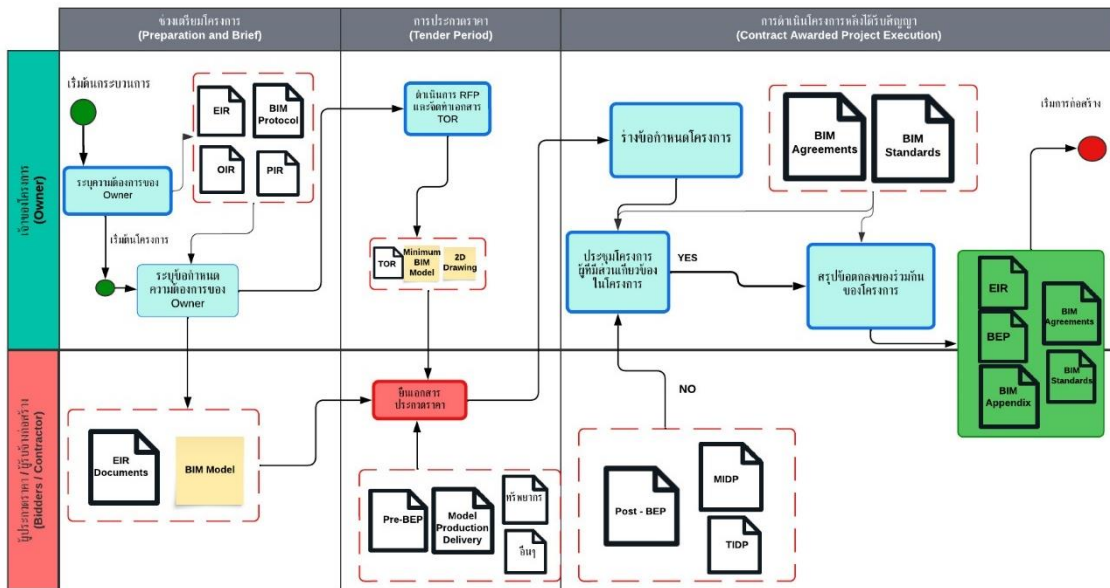 ช่วงเตรียมโครงการ
(Preparation and Brief)
การประกวดราคา
(Tender Period)
การดำเนินโครงการหลังได้รับสัญญา
(Contract Awarded Project Execution)
เจ้าของโครงการ
(Owner)
เริ่มต้นกระบวนการ
EIR
BIM
Protocol
OIR
PIR
ระบุความต้องการของ
Owner
เริ่มต้นโครงการ
ระบุข้อกำหนด
ความต้องการของ
Owner
ดำเนินการ RFP
และจัดทำเอกสาร
TOR
TOR
Minimum
BIM
Model
2D
Drawing
ร่างข้อกำหนดโครงการ
BIM
Agreements
BIM
Standards
เริ่มการก่อสร้าง
ประชุมโครงการ
ผู้ที่มีส่วนเกี่ยวข้อง
ในโครงการ
YES
สรุปข้อตกลงของร่วมกัน
ของโครงการ
EIR
BEP
BIM
Appendix
BIM
Agreements
BIM
Standards
ผู้ประกวดราคา / ผู้รับจ้างก่อสร้าง
(Bidders / Contractor)
EIR
Documents
BIM Model
ยื่นเอกสาร
ประกวดราคา
Pre-BEP
Model
Production
Delivery
ทรัพยากร
อื่นๆ
NO
Post - BEP
MIDP
TIDP